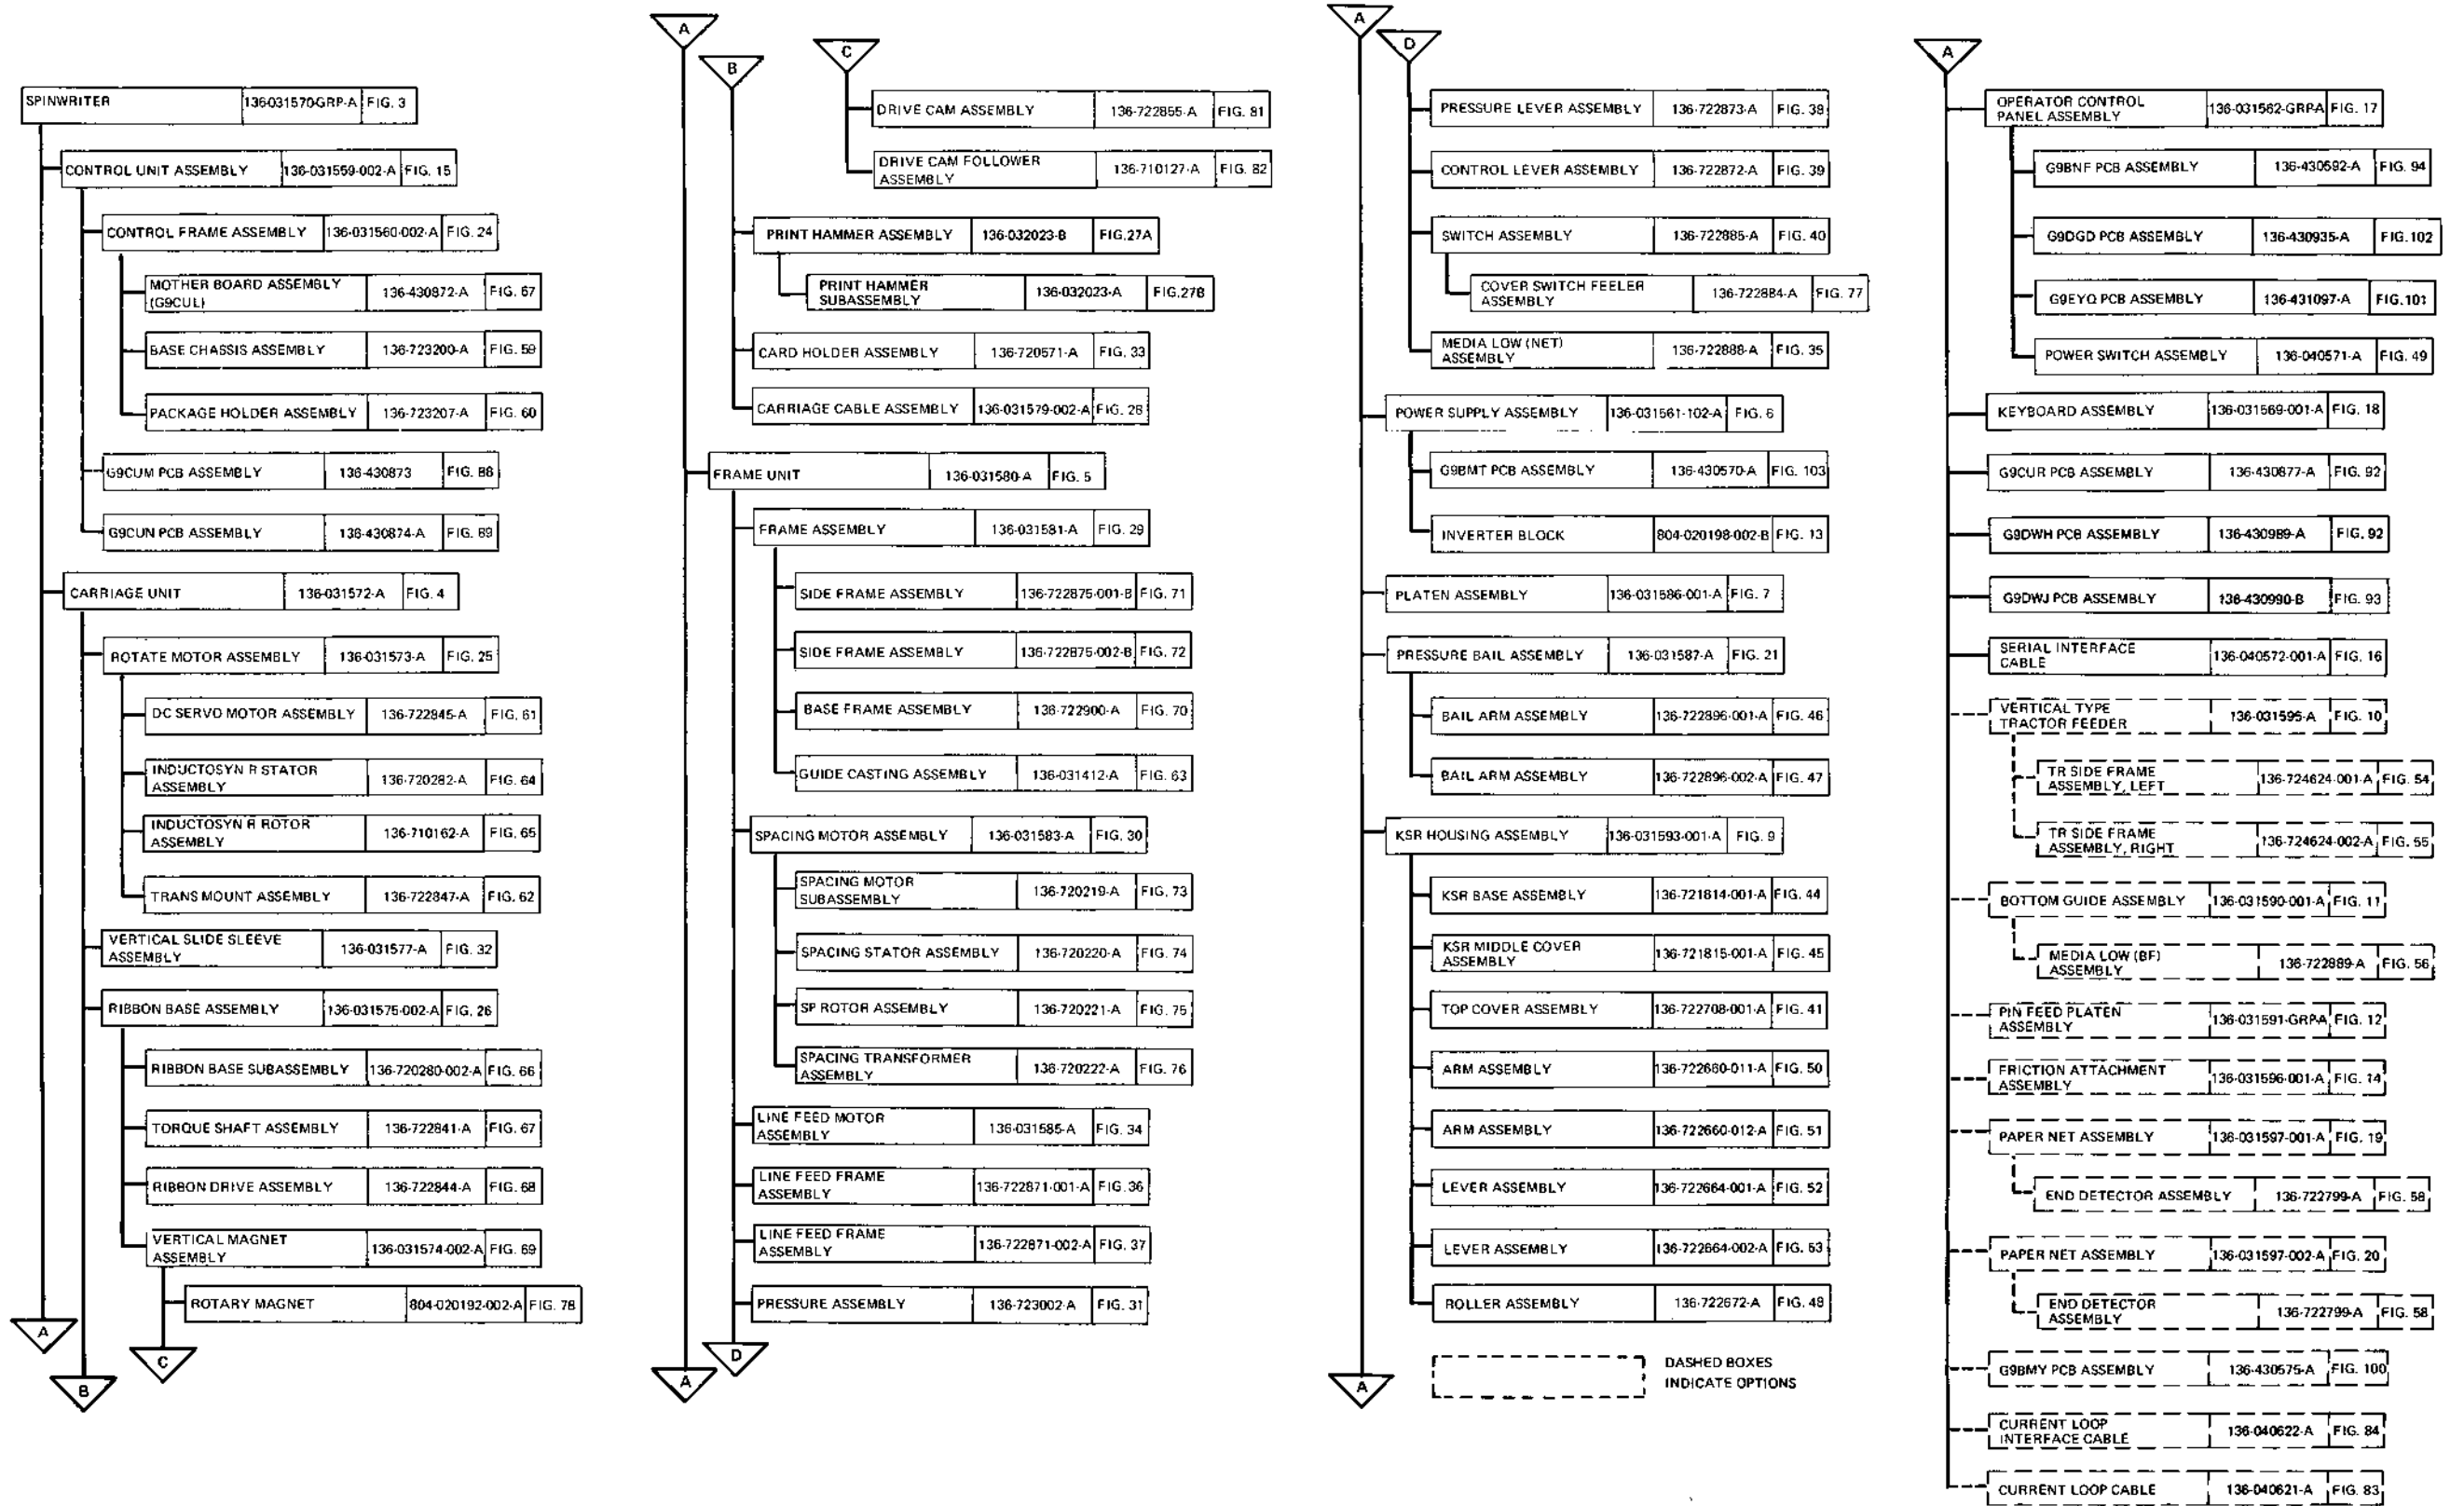 SPINWRITER 136-031570-GRP-A FIG. 3
CONTROL UNIT ASSEMBLY 136-031559-002-A FIG. 15
CONTROL FRAME ASSEMBLY 136-031560-002-A FIG. 24
MOTHER BOARD ASSEMBLY
(G9CUL) 136-430872-A FIG. 67
BASE CHASSIS ASSEMBLY 136-723200-A FIG. 59
PACKAGE HOLDER ASSEMBLY 136-723207-A FIG. 60
G9CUM PCB ASSEMBLY 136-430873 FIG. 88
G9CUN PCB ASSEMBLY 136-430874-A FIG. 89
CARRIAGE UNIT 136-031572-A FIG. 4
ROTATE MOTOR ASSEMBLY 136-031573-A FIG. 25
DC SERVO MOTOR ASSEMBLY 136-722845-A FIG. 61
INDUCTOSYN R STATOR
ASSEMBLY 136-720282-A FIG. 64
INDUCTOSYN R ROTOR
ASSEMBLY 136-710162-A FIG. 65
TRANS MOUNT ASSEMBLY 136-722847-A FIG. 62
VERTICAL SLIDE SLEEVE
ASSEMBLY 136-031577-A FIG. 32
RIBBON BASE ASSEMBLY 136-031575-002-A FIG. 26
RIBBON BASE SUBASSEMBLY 136-720280-002-A FIG. 66
TORQUE SHAFT ASSEMBLY 136-722841-A FIG. 67
RIBBON DRIVE ASSEMBLY 136-722844-A FIG. 68
VERTICAL MAGNET
ASSEMBLY 136-031574-002-A FIG. 69
ROTARY MAGNET 804-020192-002-A FIG. 78
A
C
B
A
B
C
DRIVE CAM ASSEMBLY 136-722855-A FIG. 81
DRIVE CAM FOLLOWER
ASSEMBLY 136-710127-A FIG. 82
PRINT HAMMER ASSEMBLY 136-032023-B FIG.27A
PRINT HAMMER
SUBASSEMBLY 136-032023-A FIG.27B
CARD HOLDER ASSEMBLY 136-720571-A FIG. 33
CARRIAGE CABLE ASSEMBLY 136-031579-002-A FIG. 28
FRAME UNIT 136-031580-A FIG. 5
FRAME ASSEMBLY 136-031581-A FIG. 29
SIDE FRAME ASSEMBLY 136-722875-001-B FIG. 71
SIDE FRAME ASSEMBLY 136-722875-002-B FIG. 72
BASE FRAME ASSEMBLY 136-722900-A FIG. 70
GUIDE CASTING ASSEMBLY 136-031412-A FIG. 63
SPACING MOTOR ASSEMBLY 136-031583-A FIG. 30
SPACING MOTOR
SUBASSEMBLY 136-720219-A FIG. 73
SPACING STATOR ASSEMBLY 136-720220-A FIG. 74
SP ROTOR ASSEMBLY 136-720221-A FIG. 75
SPACING TRANSFORMER
ASSEMBLY 136-720222-A FIG. 76
LINE FEED MOTOR
ASSEMBLY 136-031585-A FIG. 34
LINE FEED FRAME
ASSEMBLY 136-722871-001-A FIG. 36
LINE FEED FRAME
ASSEMBLY 136-722871-002-A FIG. 37
PRESSURE ASSEMBLY 136-723002-A FIG. 31
D
A
A
D
PRESSURE LEVER ASSEMBLY 136-722873-A FIG. 38
CONTROL LEVER ASSEMBLY 136-722872-A FIG. 39
SWITCH ASSEMBLY 136-722885-A FIG. 40
COVER SWITCH FEELER
ASSEMBLY 136-722884-A FIG. 77
MEDIA LOW (NET)
ASSEMBLY 136-722888-A FIG. 35
POWER SUPPLY ASSEMBLY 136-031561-102-A FIG. 6
G9BMT PCB ASSEMBLY 136-430570-A FIG. 103
INVERTER BLOCK 804-020198-002-B FIG. 13
PLATEN ASSEMBLY 136-031586-001-A FIG. 7
PRESSURE BAIL ASSEMBLY 136-031587-A FIG. 21
BAIL ARM ASSEMBLY 136-722896-001-A FIG. 46
BAIL ARM ASSEMBLY 136-722896-002-A FIG. 47
KSR HOUSING ASSEMBLY 136-031593-001-A FIG. 9
KSR BASE ASSEMBLY 136-721814-001-A FIG. 44
KSR MIDDLE COVER
ASSEMBLY 136-721815-001-A FIG. 45
TOP COVER ASSEMBLY 136-722708-001-A FIG. 41
ARM ASSEMBLY 136-722660-011-A FIG. 50
ARM ASSEMBLY 136-722660-012-A FIG. 51
LEVER ASSEMBLY 136-722664-001-A FIG. 52
LEVER ASSEMBLY 136-722664-002-A FIG. 53
ROLLER ASSEMBLY 136-722672-A FIG. 48
A
DASHED BOXES
INDICATE OPTIONS
A
OPERATOR CONTROL
PANEL ASSEMBLY 136-031562-GRP-A FIG. 17
G9BNF PCB ASSEMBLY 136-430592-A FIG. 94
G9DGD PCB ASSEMBLY 136-430935-A FIG.102
G9EYQ PCB ASSEMBLY 136-431097-A FIG.101
POWER SWITCH ASSEMBLY 136-040571-A FIG. 49
KEYBOARD ASSEMBLY 136-031569-001-A FIG. 18
G9CUR PCB ASSEMBLY 136-430877-A FIG. 92
G9DWH PCB ASSEMBLY 136-430989-A FIG. 92
G9DWJ PCB ASSEMBLY 136-430990-B FIG. 93
SERIAL INTERFACE
CABLE 136-040572-001-A FIG. 16
VERTICAL TYPE
TRACTOR FEEDER 136-031595-A FIG. 10
TR SIDE FRAME
ASSEMBLY, LEFT 136-724624-001-A FIG. 54
TR SIDE FRAME
ASSEMBLY, RIGHT 136-724624-002-A FIG. 55
BOTTOM GUIDE ASSEMBLY 136-031590-001-A FIG. 11
MEDIA LOW (BF)
ASSEMBLY 136-722889-A FIG. 56
PIN FEED PLATEN
ASSEMBLY 136-031591-GRP-A FIG. 12
FRICTION ATTACHMENT
ASSEMBLY 136-031596-001-A FIG. 14
PAPER NET ASSEMBLY 136-031597-001-A FIG. 19
END DETECTOR ASSEMBLY 136-722799-A FIG. 58
PAPER NET ASSEMBLY 136-031597-002-A FIG. 20
END DETECTOR
ASSEMBLY 136-722799-A FIG. 58
G9BMY PCB ASSEMBLY 136-430575-A FIG. 100
CURRENT LOOP
INTERFACE CABLE 136-040622-A FIG. 84
CURRENT LOOP CABLE 136-040621-A FIG. 83